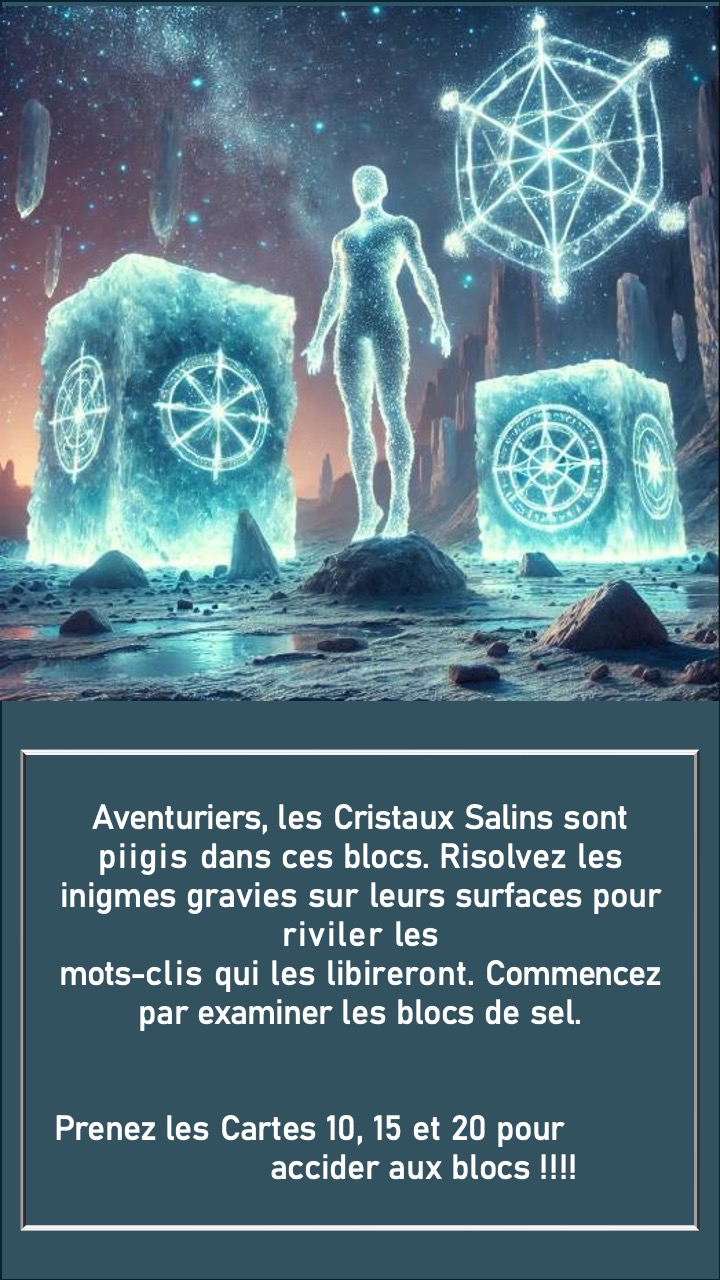 Aventuriers, les Cristaux Salins sont
piigis dans ces blocs. Risolvez les
inigmes gravies sur leurs surfaces pour
riviler les
mots-clis qui les libireront. Commencez
par examiner les blocs de sel.
Prenez les Cartes 10, 15 et 20 pour
accider aux blocs !!!!